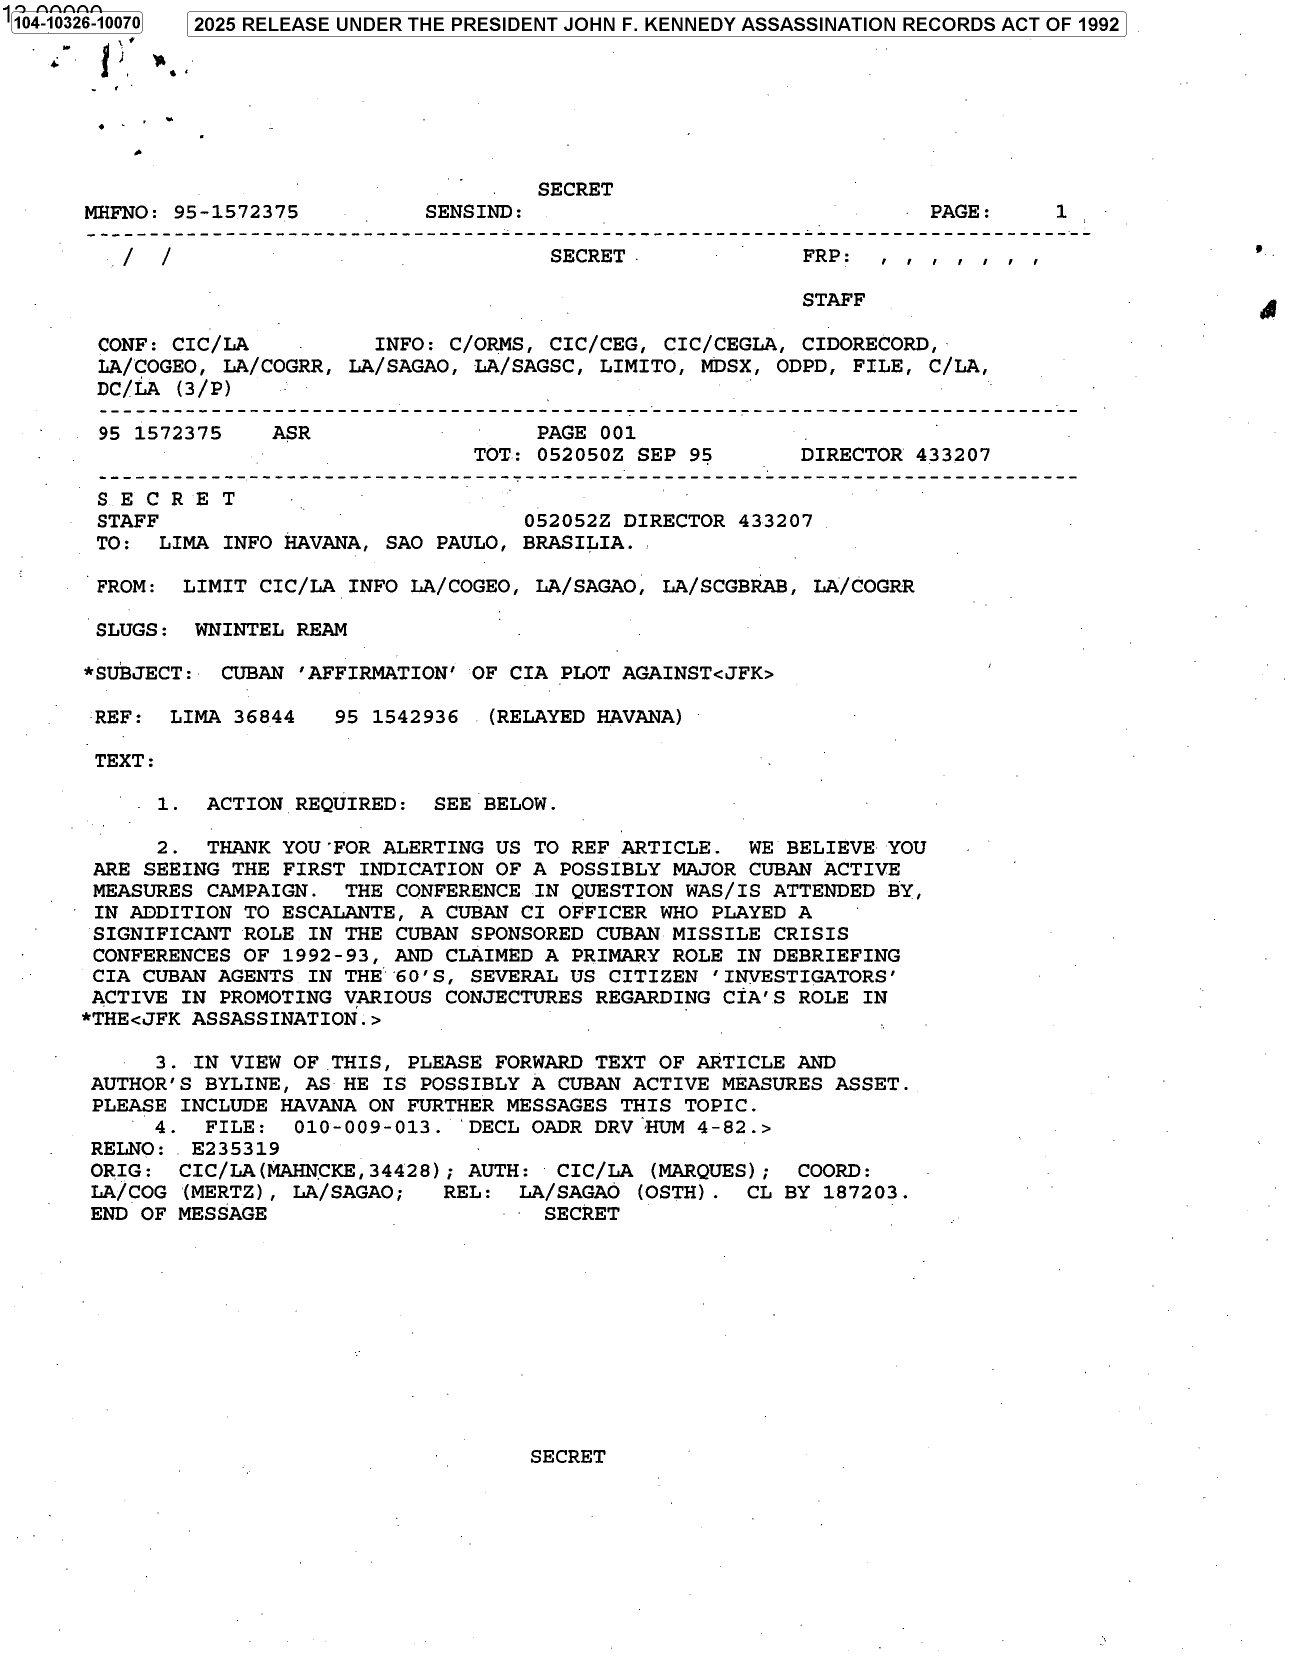 104-10326-10070
2025 RELEASE UNDER THE PRESIDENT JOHN F. KENNEDY ASSASSINATION RECORDS ACT OF 1992
SECRET
MHFNO: 95-1572375 SENSIND: PAGE: 1
/ / SECRET FRP: , , , , , , ,
STAFF
CONF: CIC/LA INFO: C/ORMS, CIC/CEG, CIC/CEGLA, CIDORECORD,
LA/COGEO, LA/COGRR, LA/SAGAO, LA/SAGSC, LIMITO, MDSX, ODPD, FILE, C/LA,
DC/LA (3/P)
95 1572375 ASR PAGE 001
TOT: 052050Z SEP 95 DIRECTOR 433207
S E C R E T
STAFF 052052Z DIRECTOR 433207
TO: LIMA INFO HAVANA, SAO PAULO, BRASILIA.
FROM: LIMIT CIC/LA INFO LA/COGEO, LA/SAGAO, LA/SCGBRAB, LA/COGRR
SLUGS: WNINTEL REAM
*SUBJECT: CUBAN 'AFFIRMATION' OF CIA PLOT AGAINST<JFK>
REF: LIMA 36844 95 1542936 (RELAYED HAVANA)
TEXT:
1. ACTION REQUIRED: SEE BELOW.
2. THANK YOU FOR ALERTING US TO REF ARTICLE. WE BELIEVE YOU
ARE SEEING THE FIRST INDICATION OF A POSSIBLY MAJOR CUBAN ACTIVE
MEASURES CAMPAIGN. THE CONFERENCE IN QUESTION WAS/IS ATTENDED BY,
IN ADDITION TO ESCALANTE, A CUBAN CI OFFICER WHO PLAYED A
SIGNIFICANT ROLE IN THE CUBAN SPONSORED CUBAN MISSILE CRISIS
CONFERENCES OF 1992-93, AND CLAIMED A PRIMARY ROLE IN DEBRIEFING
CIA CUBAN AGENTS IN THE 60'S, SEVERAL US CITIZEN 'INVESTIGATORS'
ACTIVE IN PROMOTING VARIOUS CONJECTURES REGARDING CIA'S ROLE IN
*THE<JFK ASSASSINATION.>
3. IN VIEW OF THIS, PLEASE FORWARD TEXT OF ARTICLE AND
AUTHOR'S BYLINE, AS HE IS POSSIBLY A CUBAN ACTIVE MEASURES ASSET.
PLEASE INCLUDE HAVANA ON FURTHER MESSAGES THIS TOPIC.
4. FILE: 010-009-013. DECL OADR DRV HUM 4-82.>
RELNO: E235319
ORIG: CIC/LA(MAHNCKE,34428); AUTH: CIC/LA (MARQUES); COORD:
LA/COG (MERTZ), LA/SAGAO; REL: LA/SAGAO (OSTH). CL BY 187203.
END OF MESSAGE SECRET
SECRET